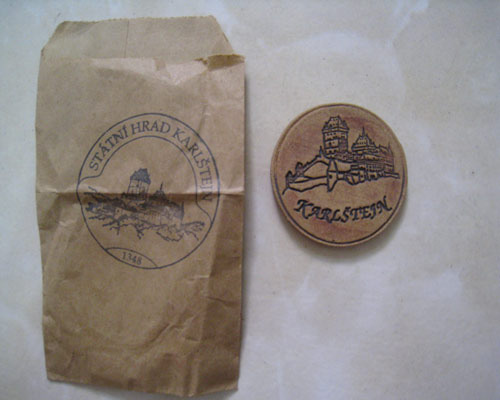 STÁTNÍ HRAD KARLŠTEJN
1348
KARLŠTEJN